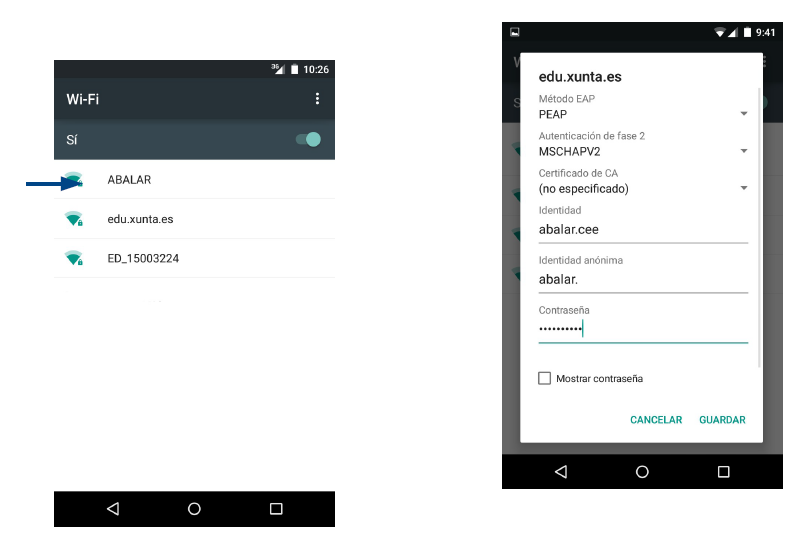 3G 10:26
Wi-Fi
Sí
ABALAR
edu.xunta.es
ED_15003224
9:41
W
S
edu.xunta.es
Método EAP
PEAP
Autenticación de fase 2
MSCHAPV2
Certificado de CA
(no especificado)
Identidad
abalar.cee
Identidad anónima
abalar.
Contraseña
••••••••••
Mostrar contraseña
CANCELAR GUARDAR